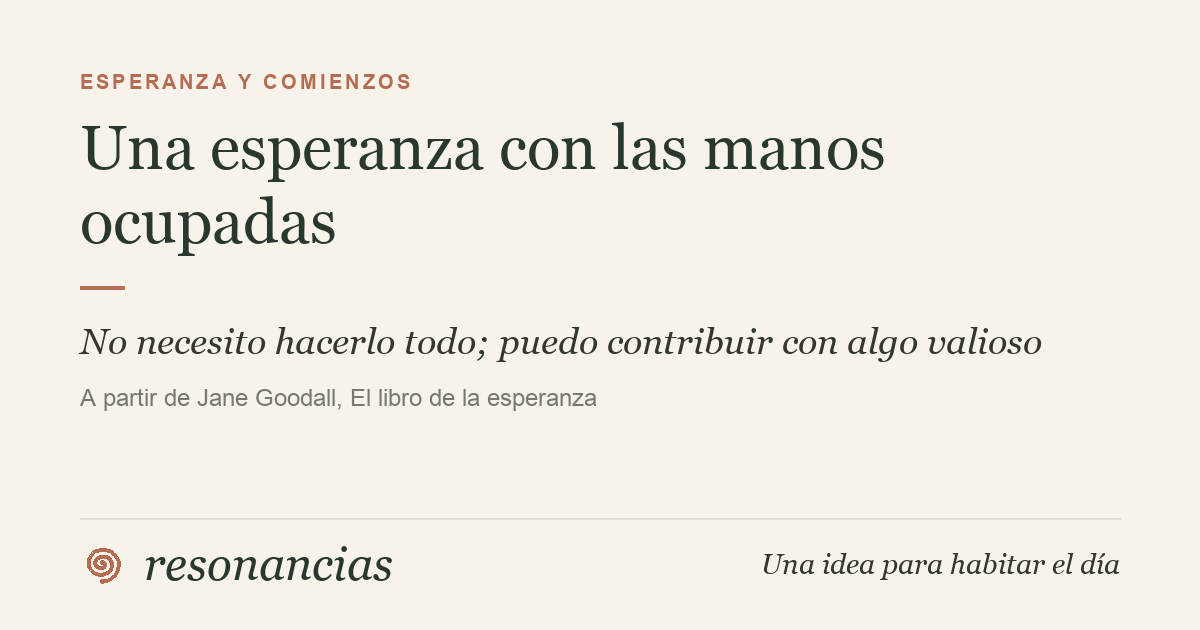 ESPERANZA Y COMIENZOS
Una esperanza con las manos
ocupadas
No necesito hacerlo todo; puedo contribuir con algo valioso
A partir de Jane Goodall, El libro de la esperanza
resonancias
Una idea para habitar el día